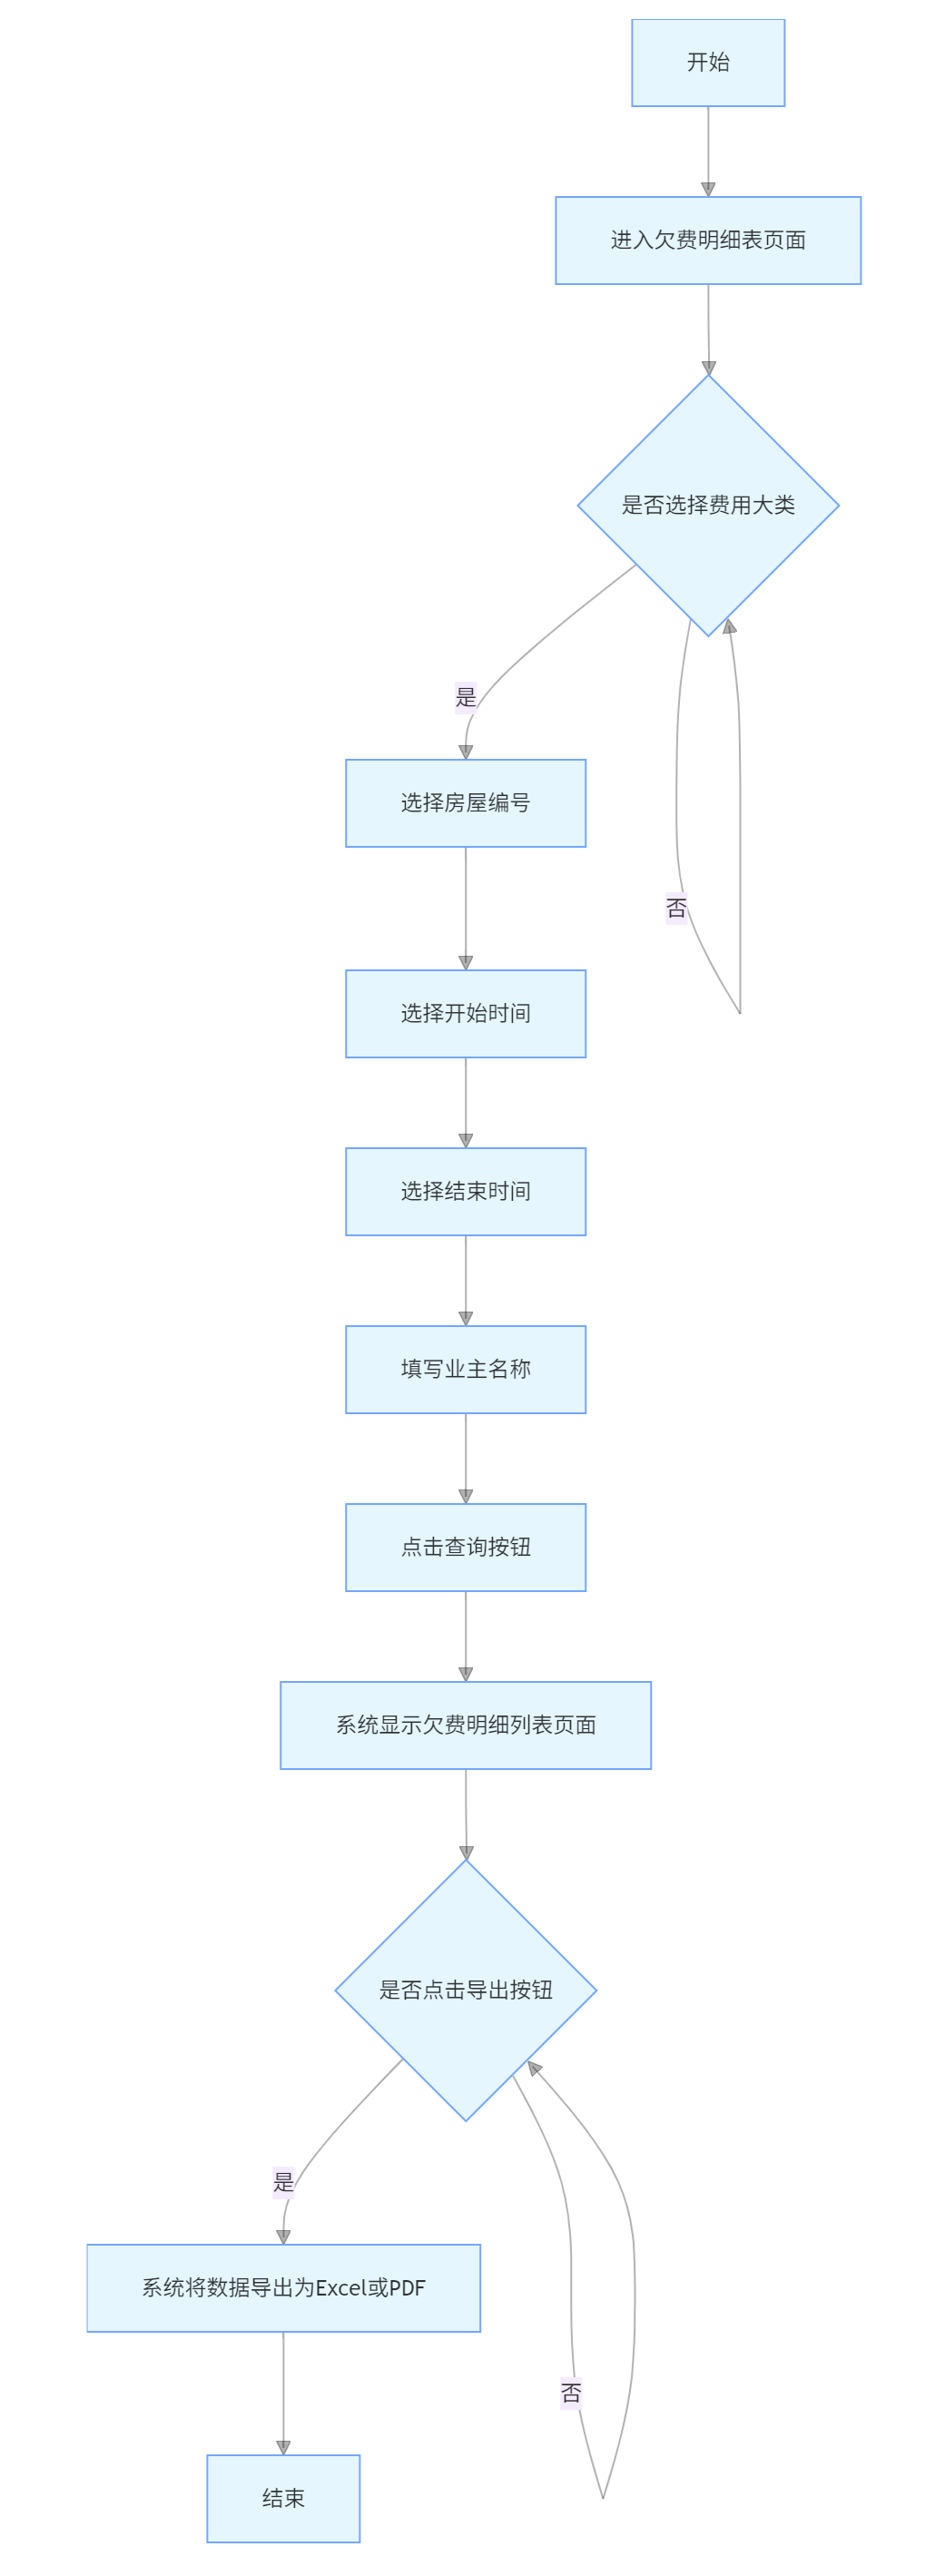 开始
进入欠费明细表页面
是否选择费用大类
是
选择房屋编号
否
选择开始时间
选择结束时间
填写业主名称
点击查询按钮
系统显示欠费明细列表页面
是否点击导出按钮
是
系统将数据导出为Excel或PDF
否
结束